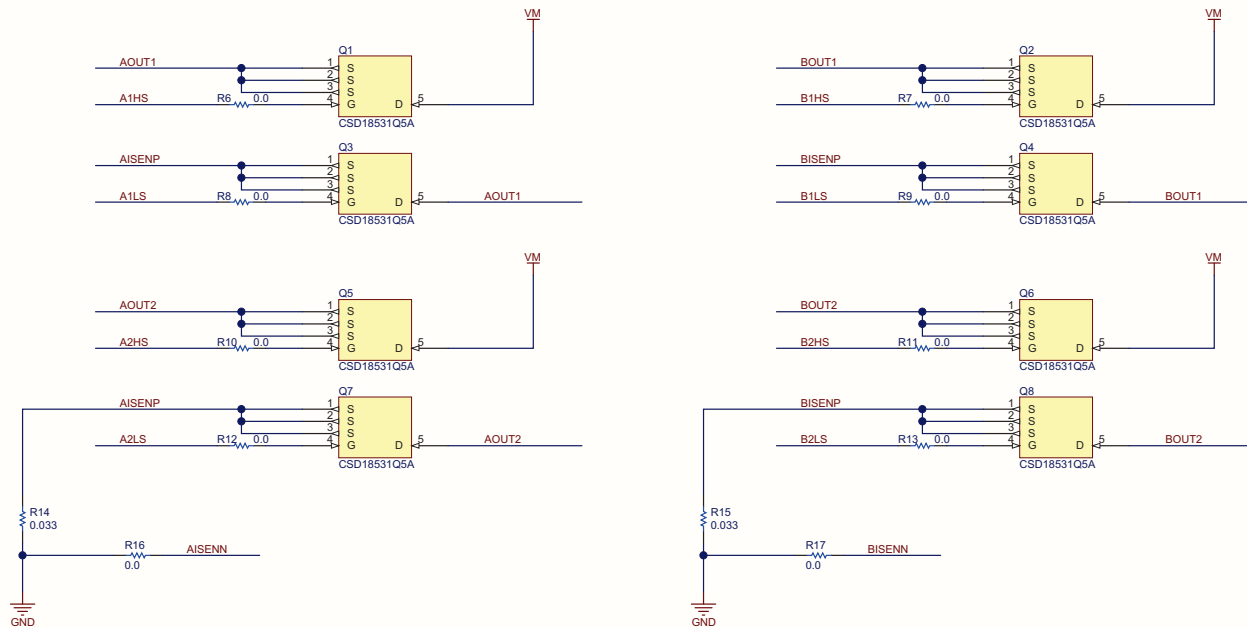 VM
Q1
AOUT1
1 S
2 S
3 S
A1HS R6 0.0 4 G D 5
CSD18531Q5A
Q3
AISENP
1 S
2 S
3 S
A1LS R8 0.0 4 G D 5 AOUT1
CSD18531Q5A
VM
Q5
AOUT2
1 S
2 S
3 S
A2HS R10 0.0 4 G D 5
CSD18531Q5A
Q7
AISENP
1 S
2 S
3 S
A2LS R12 0.0 4 G D 5 AOUT2
CSD18531Q5A
R14
0.033
R16 AISENN
0.0
GND
VM
Q2
BOUT1
1 S
2 S
3 S
B1HS R7 0.0 4 G D 5
CSD18531Q5A
Q4
BISENP
1 S
2 S
3 S
B1LS R9 0.0 4 G D 5 BOUT1
CSD18531Q5A
VM
Q6
BOUT2
1 S
2 S
3 S
B2HS R11 0.0 4 G D 5
CSD18531Q5A
Q8
BISENP
1 S
2 S
3 S
B2LS R13 0.0 4 G D 5 BOUT2
CSD18531Q5A
R15
0.033
R17 BISENN
0.0
GND